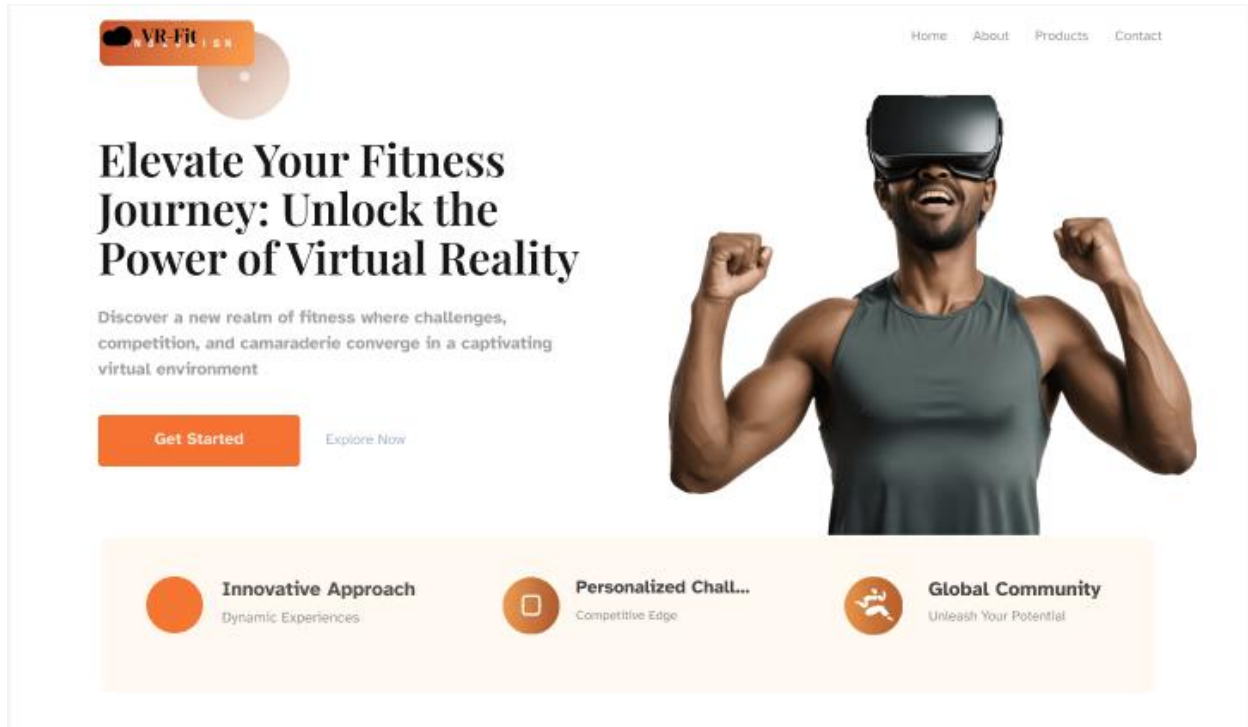 VR-Fit
Home About Products Contact
Elevate Your Fitness
Journey: Unlock the
Power of Virtual Reality
Discover a new realm of fitness where challenges,
competition, and camaraderie converge in a captivating
virtual environment
Get Started Explore Now
Innovative Approach
Dynamic Experiences
Personalized Chall...
Competitive Edge
Global Community
Unleash Your Potential